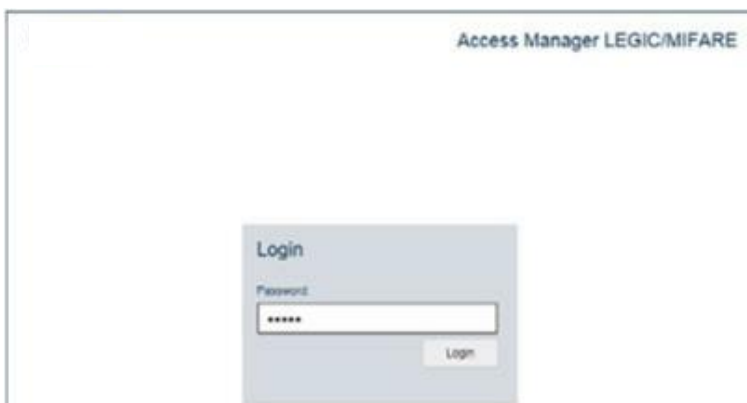 Access Manager LEGIC/MIFARE
Login
Password
•••••
Login